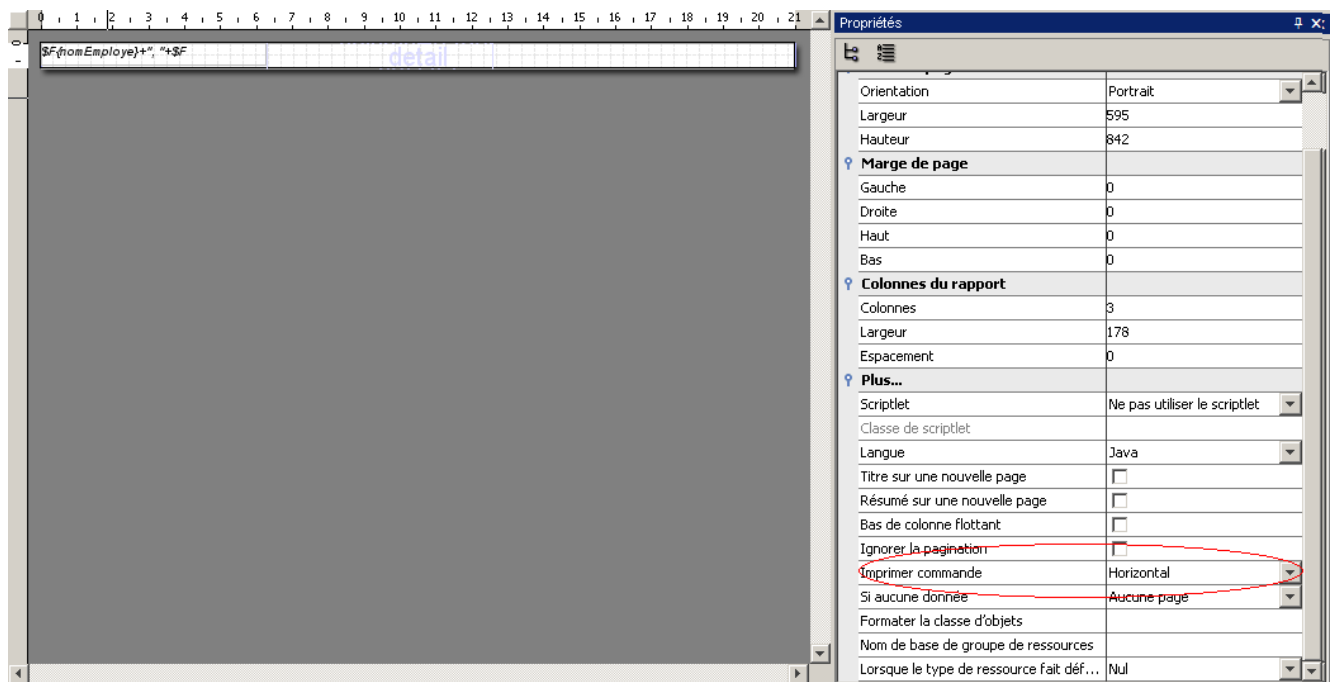 0 1 2 3 4 5 6 7 8 9 10 11 12 13 14 15 16 17 18 19 20 21
0
$F{nomEmploye}+", "+$F
detail
Propriétés
Orientation Portrait
Largeur 595
Hauteur 842
Marge de page
Gauche 0
Droite 0
Haut 0
Bas 0
Colonnes du rapport
Colonnes 3
Largeur 178
Espacement 0
Plus...
Scriptlet Ne pas utiliser le scriptlet
Classe de scriptlet
Langue Java
Titre sur une nouvelle page
Résumé sur une nouvelle page
Bas de colonne flottant
Ignorer la pagination
Imprimer commande Horizontal
Si aucune donnée Aucune page
Formater la classe d'objets
Nom de base de groupe de ressources
Lorsque le type de ressource fait déf... Nul